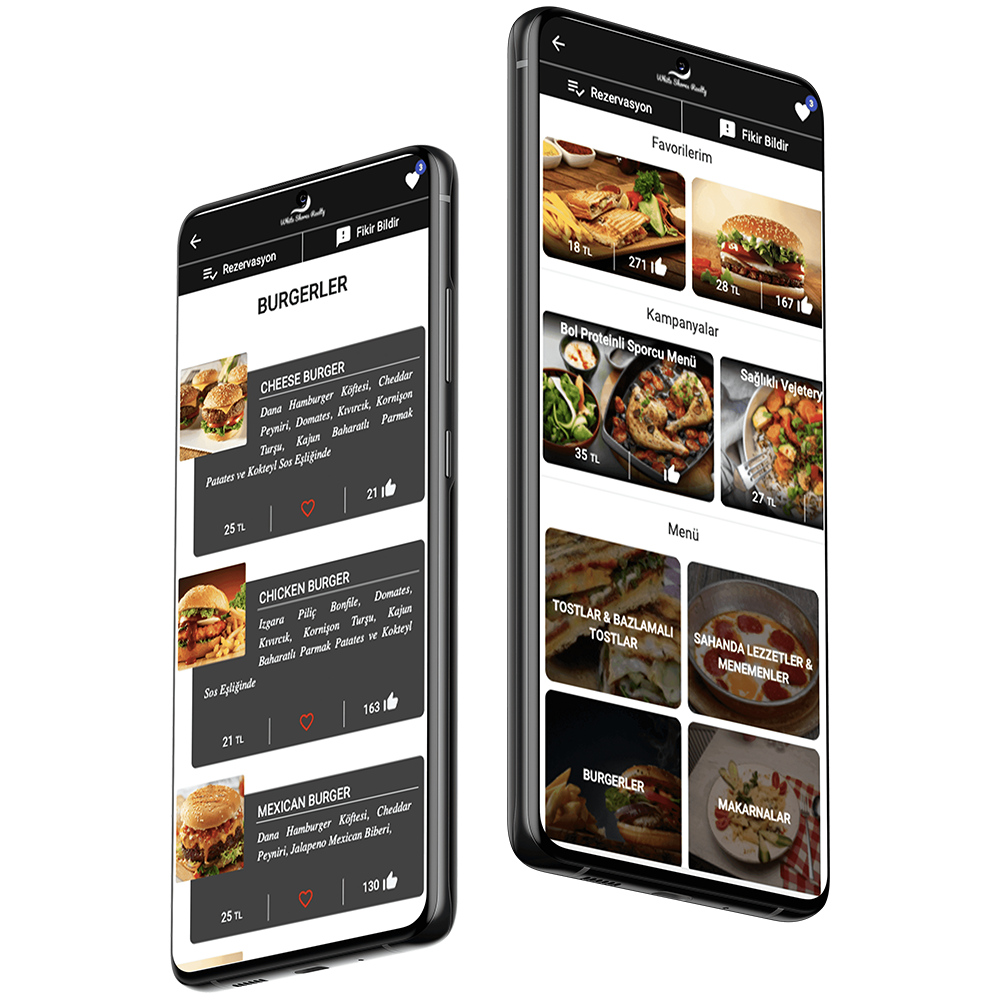 White Shores Really
3
Rezervasyon
Fikir Bildir
BURGERLER
CHEESE BURGER
Dana Hamburger Köftesi, Cheddar
Peyniri, Domates, Kıvırcık, Kornişon
Turşu, Kajun Baharatlı Parmak
Patates ve Kokteyl Sos Eşliğinde
25 TL
21
CHICKEN BURGER
Izgara Piliç Bonfile, Domates,
Kıvırcık, Kornişon Turşu, Kajun
Baharatlı Parmak Patates ve Kokteyl
Sos Eşliğinde
21 TL
163
MEXICAN BURGER
Dana Hamburger Köftesi, Cheddar
Peyniri, Jalapeno Mexican Biberi,
25 TL
130
White Shores Really
3
Rezervasyon
Fikir Bildir
Favorilerim
18 TL
271
28 TL
167
Kampanyalar
Bol Proteinli Sporcu Menü
35 TL
Sağlıklı Vejetery
27 TL
Menü
TOSTLAR & BAZLAMALI
TOSTLAR
SAHANDA LEZZETLER &
MENEMENLER
BURGERLER
MAKARNALAR